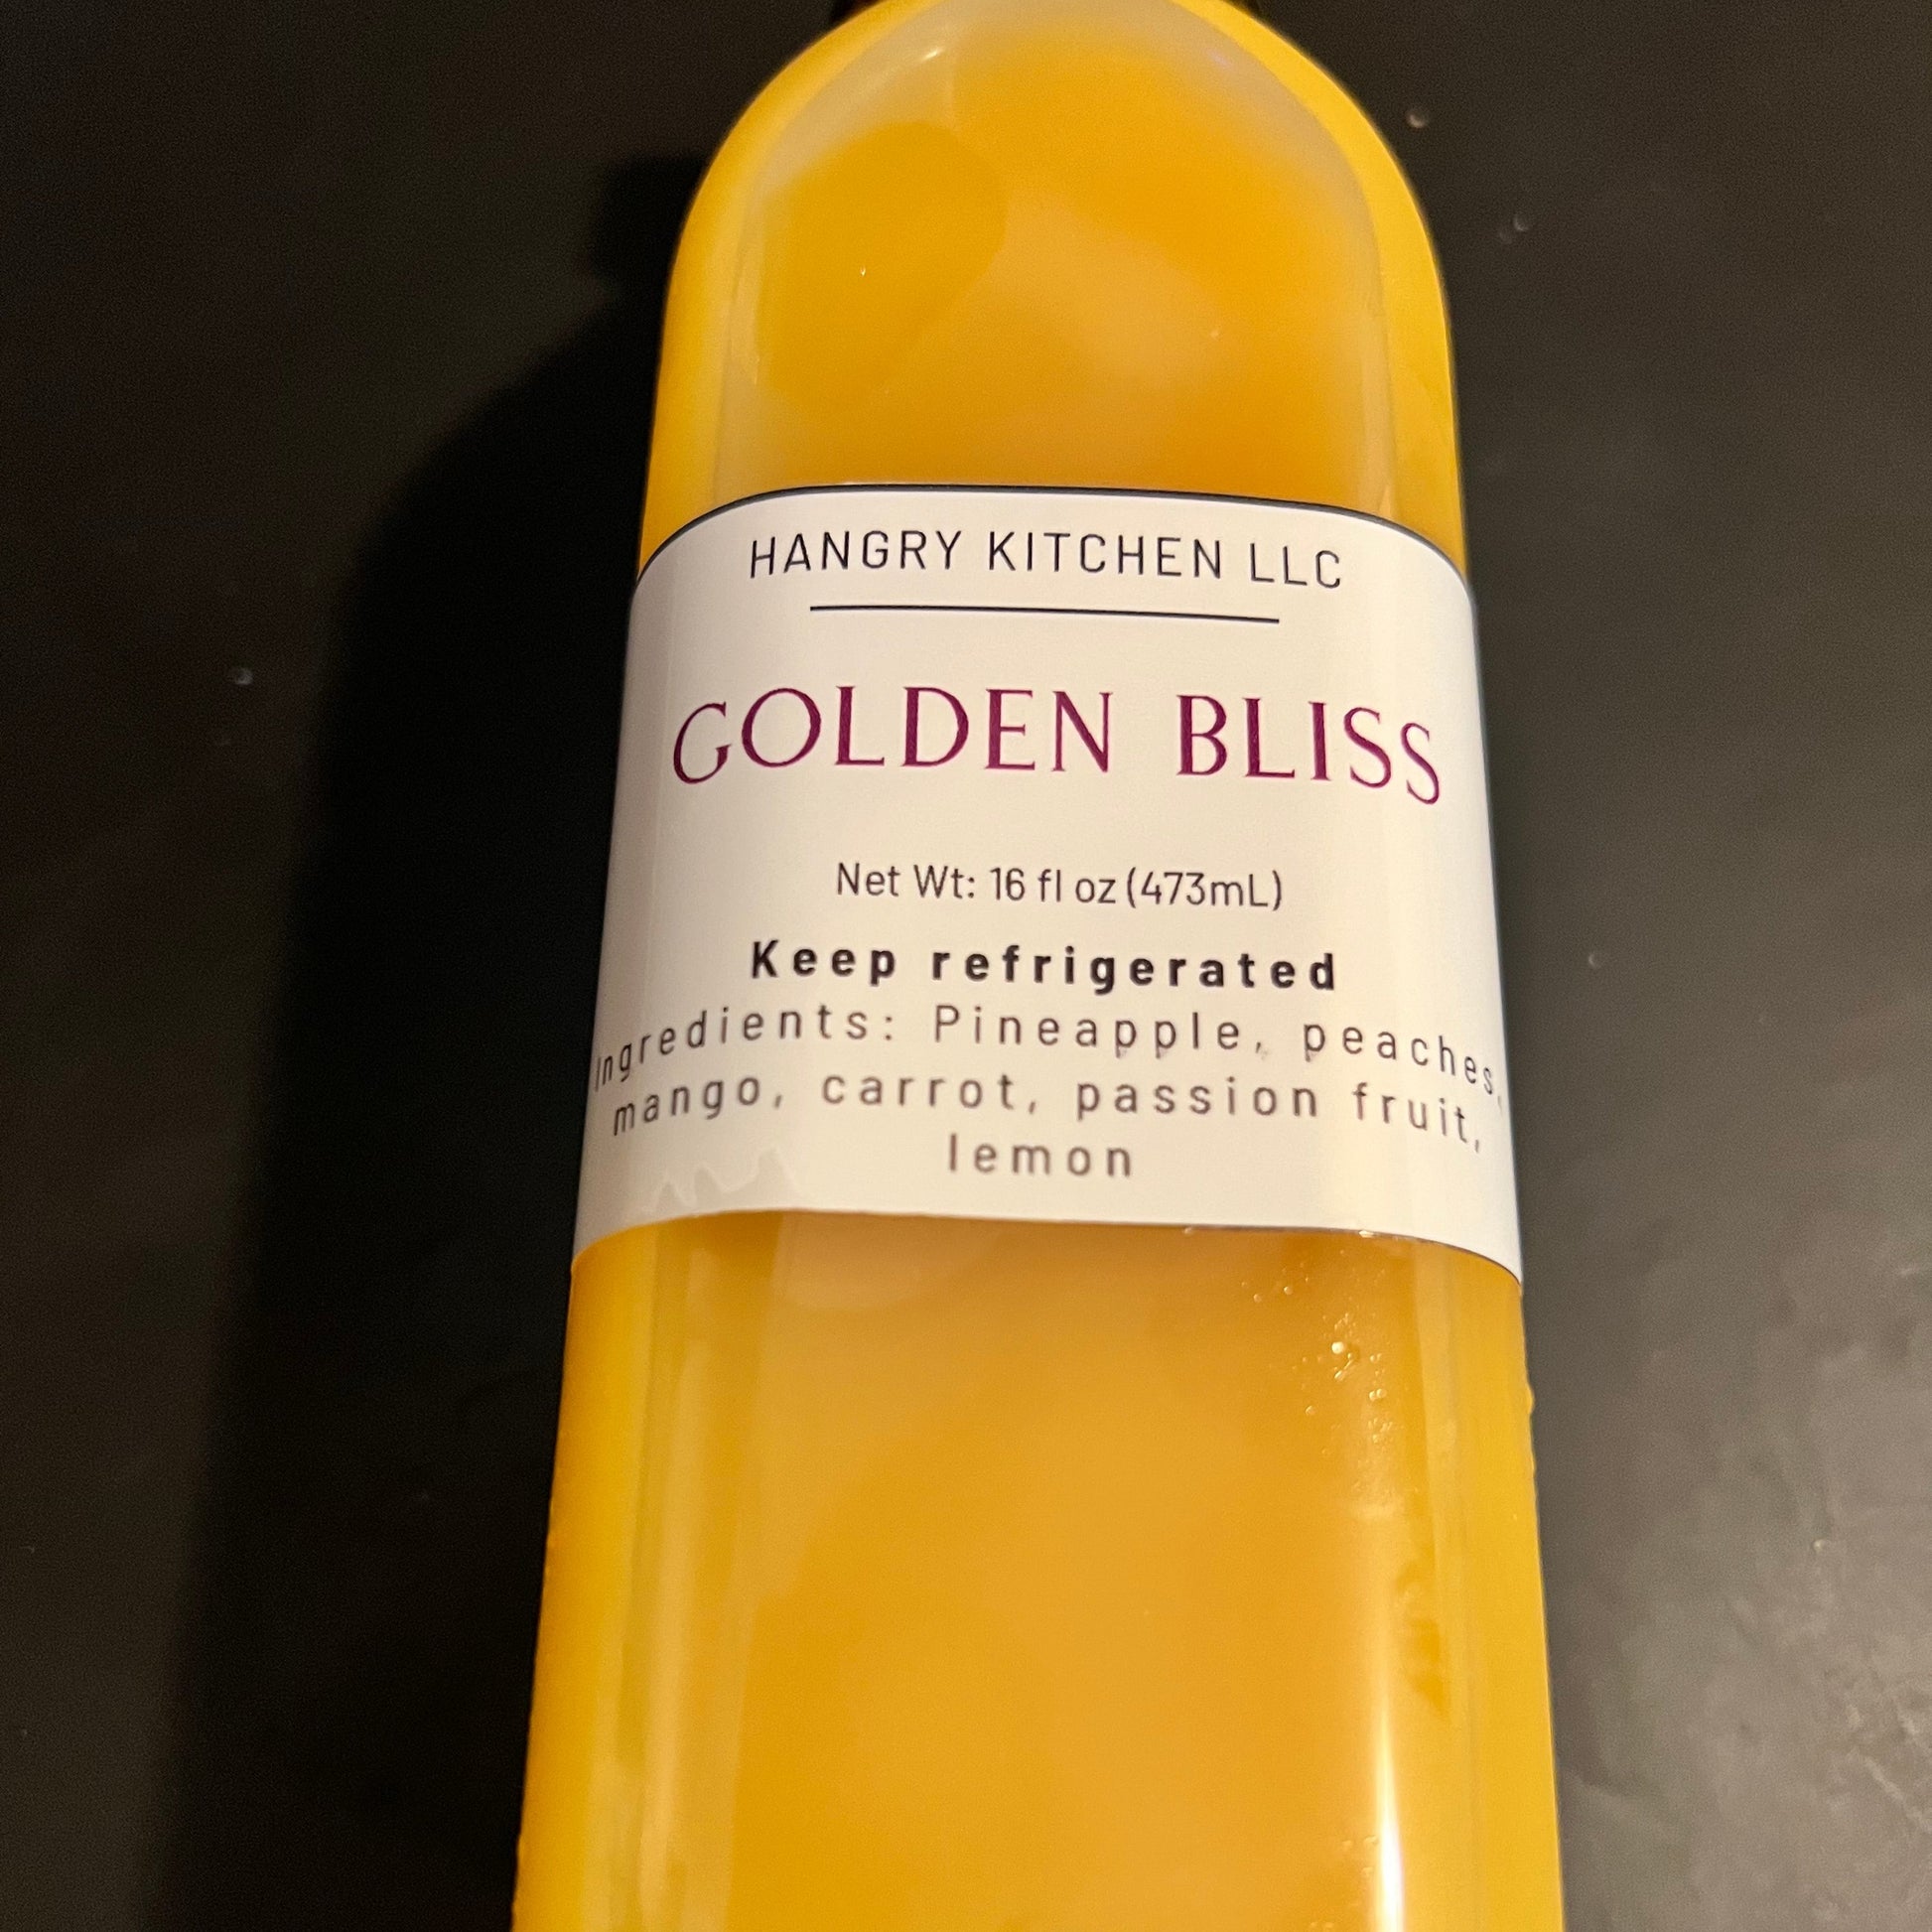 HANGRY KITCHEN LLC
GOLDEN BLISS
Net Wt: 16 fl oz (473mL)
Keep refrigerated
Ingredients: Pineapple, peaches,
mango, carrot, passion fruit,
lemon